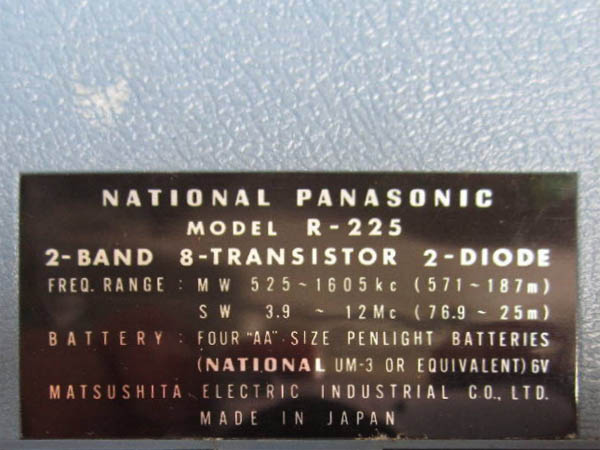 NATIONAL PANASONIC
MODEL R-225
2-BAND 8-TRANSISTOR 2-DIODE
FREQ. RANGE : MW 525~1605kc (571~187m)
SW 3.9 ~ 12Mc (76.9~25m)
BATTERY : FOUR "AA" SIZE PENLIGHT BATTERIES
(NATIONAL UM-3 OR EQUIVALENT) 6V
MATSUSHITA ELECTRIC INDUSTRIAL CO., LTD.
MADE IN JAPAN